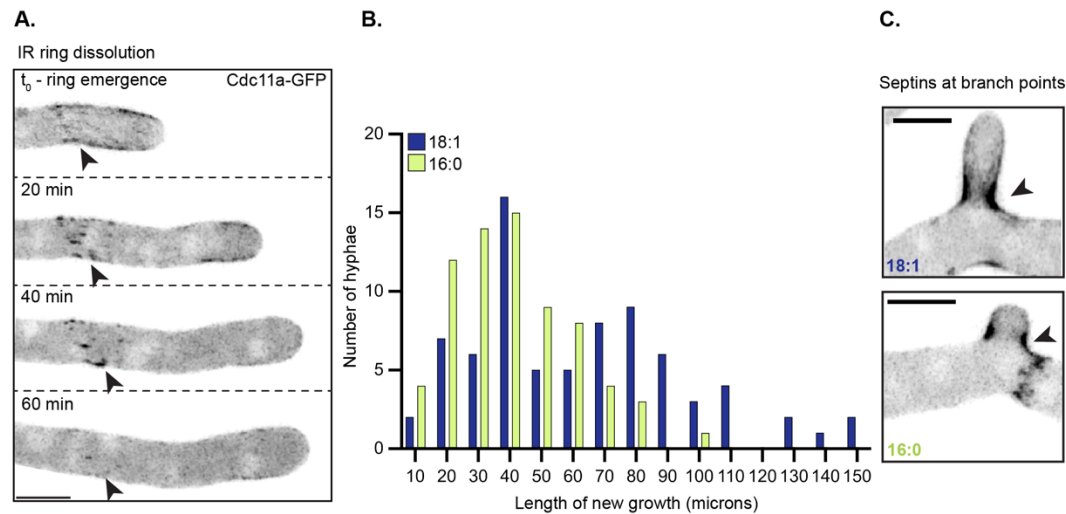 A.
IR ring dissolution
t₀ - ring emergence Cdc11a-GFP
20 min
40 min
60 min
B.
20
15
10
5
0
Number of hyphae
18:1
16:0
10 20 30 40 50 60 70 80 90 100 110 120 130 140 150
Length of new growth (microns)
C.
Septins at branch points
18:1
16:0